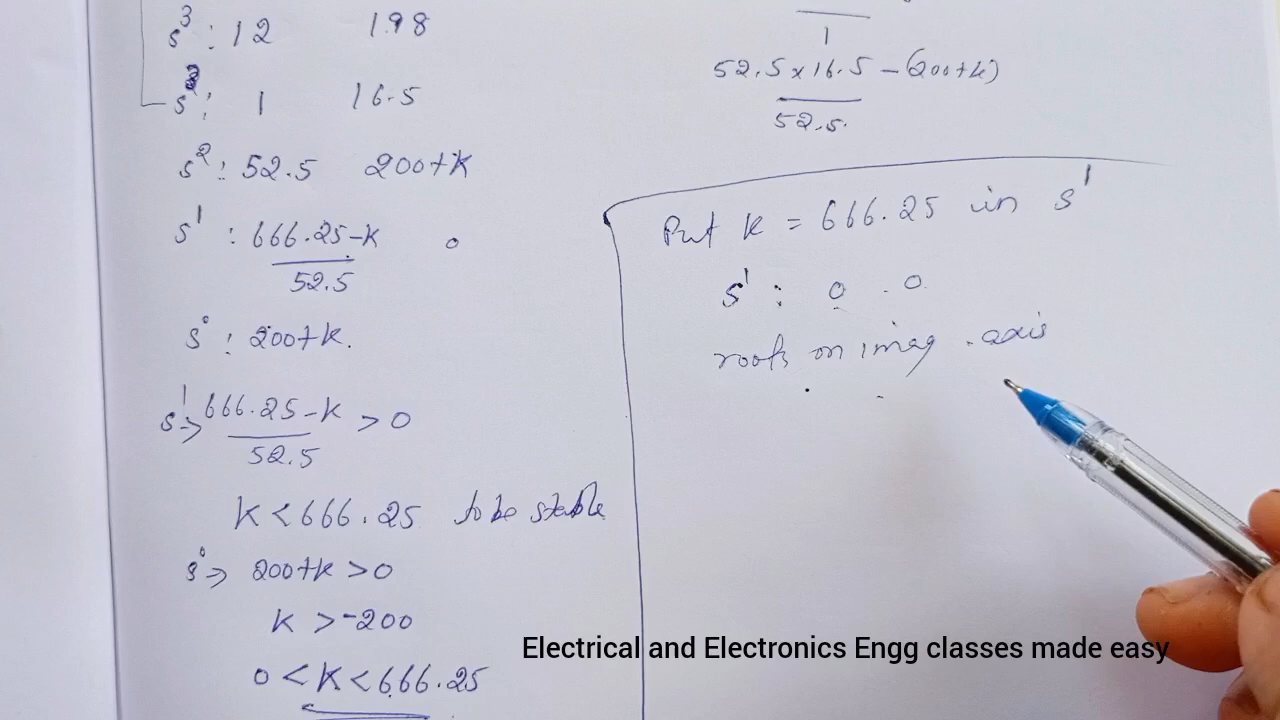 s³ : 12 198
s³ : 1 16.5
s² : 52.5 200+K
s¹ : 666.25-K 0
52.5
s⁰ : 200+K.
s¹ ⇒ 666.25-K > 0
52.5
K < 666.25 to be stable
s⁰ ⇒ 200+K > 0
K > -200
0 < K < 666.25
1
52.5 x 16.5 - (200+K)
52.5.
Put K = 666.25 in s¹
s¹ : 0 0
roots on imag. axis
Electrical and Electronics Engg classes made easy